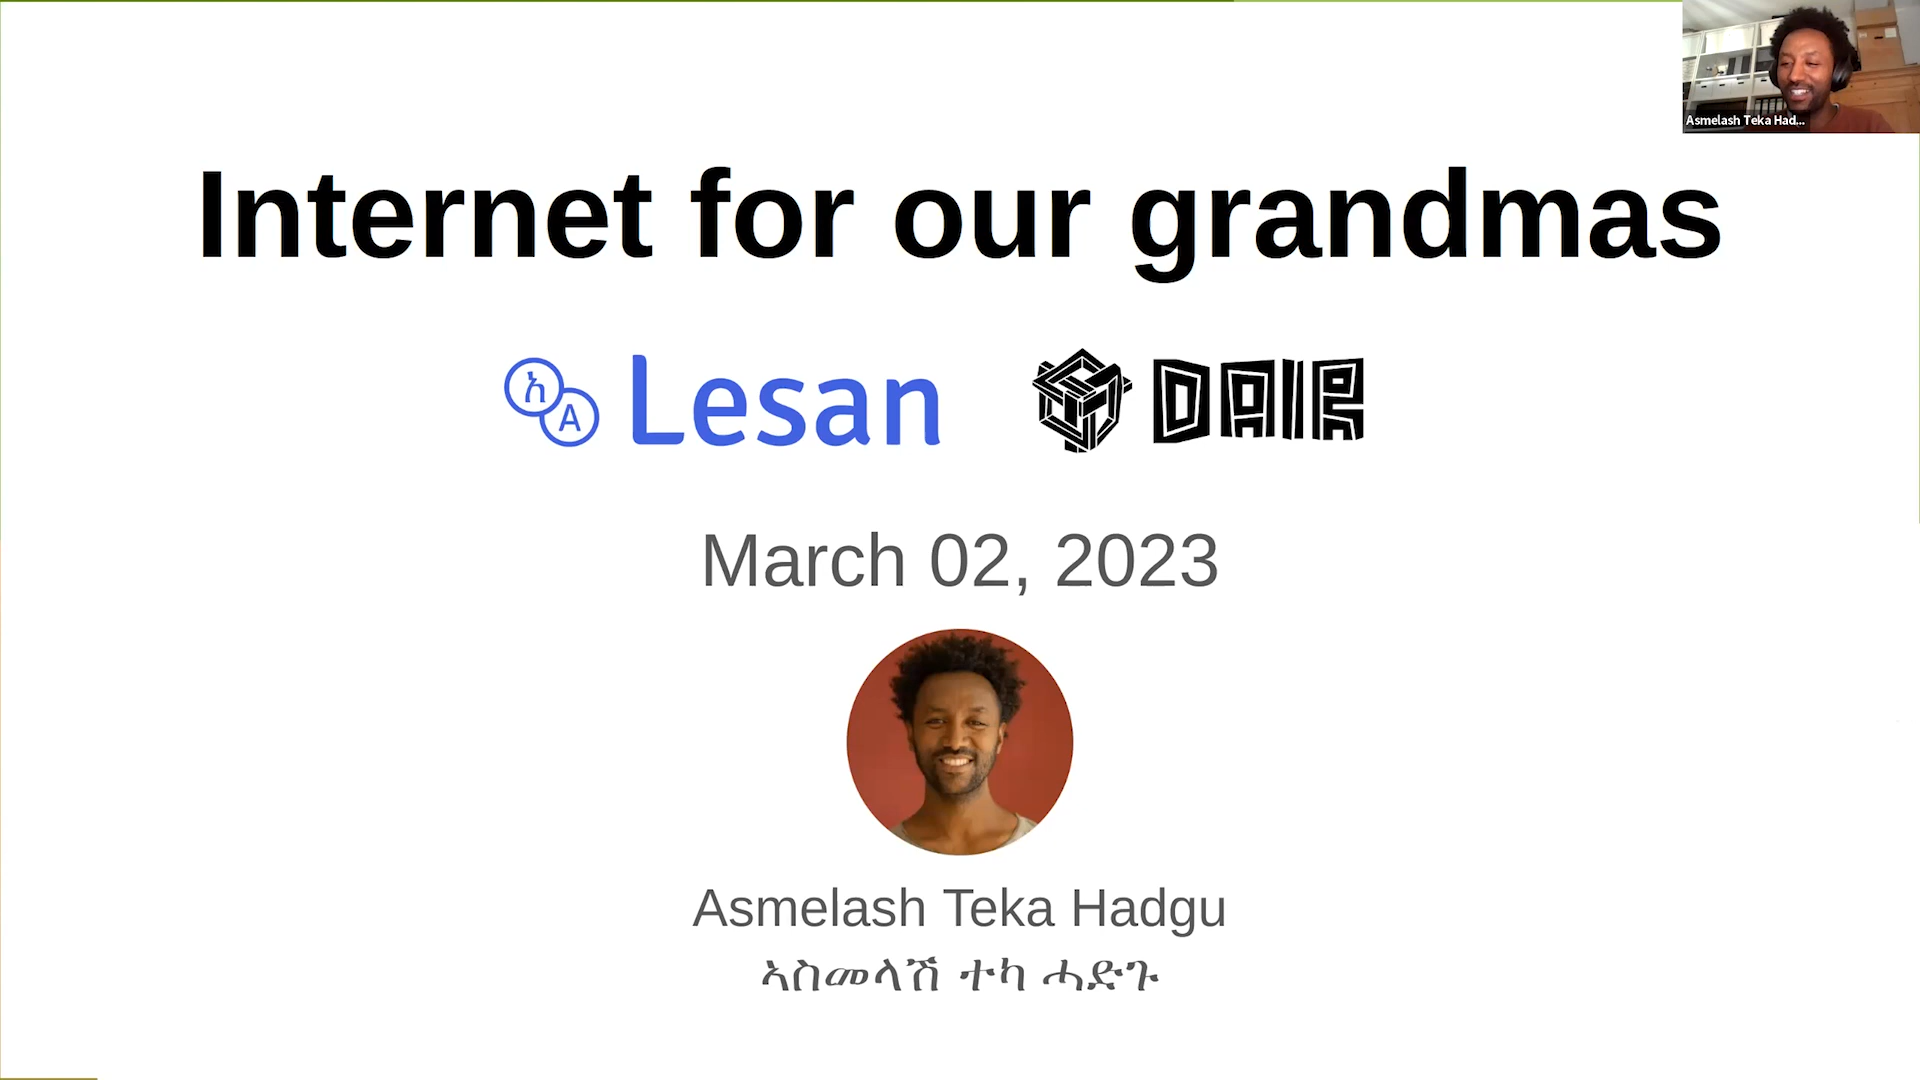 Asmelash Teka Had...
Internet for our grandmas
አ A Lesan DAIR
March 02, 2023
Asmelash Teka Hadgu
ኣስመላሽ ተካ ሓድጉ